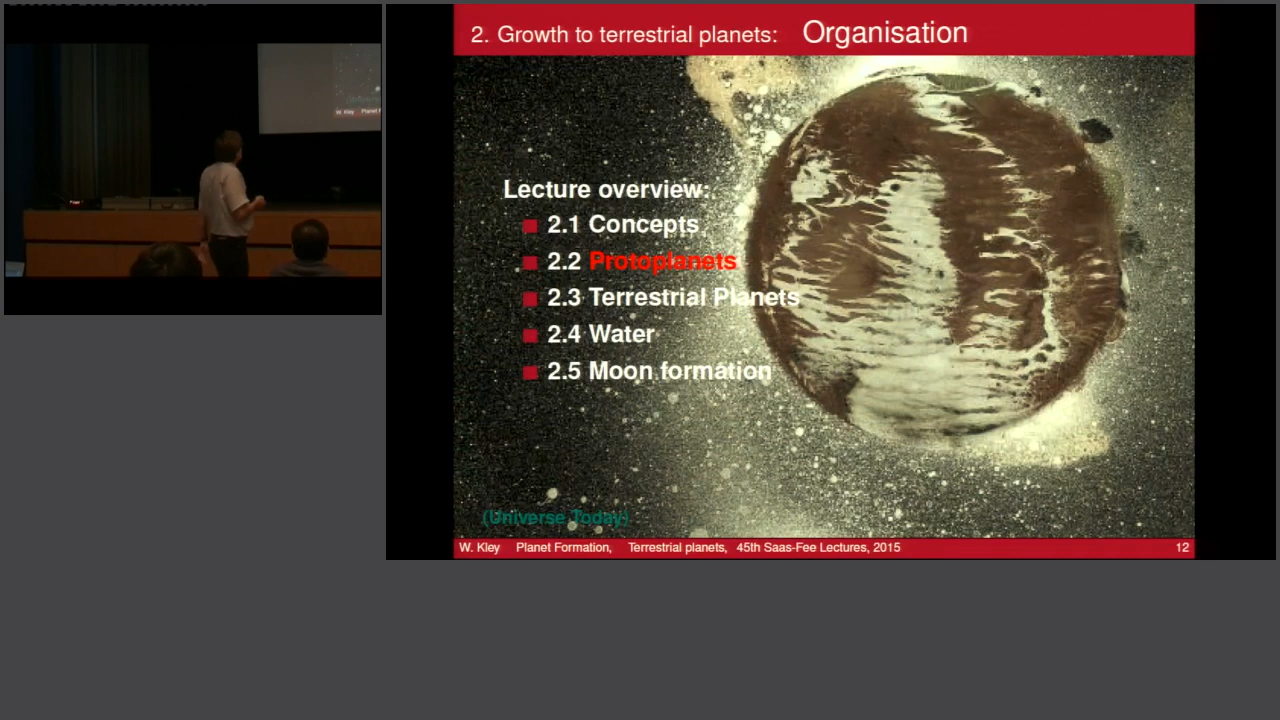 2. Growth to terrestrial planets: Organisation
Lecture overview:
2.1 Concepts
2.2 Protoplanets
2.3 Terrestrial Planets
2.4 Water
2.5 Moon formation
(Universe Today)
W. Kley Planet Formation, Terrestrial planets, 45th Saas-Fee Lectures, 2015 12
W. Kley Planet F